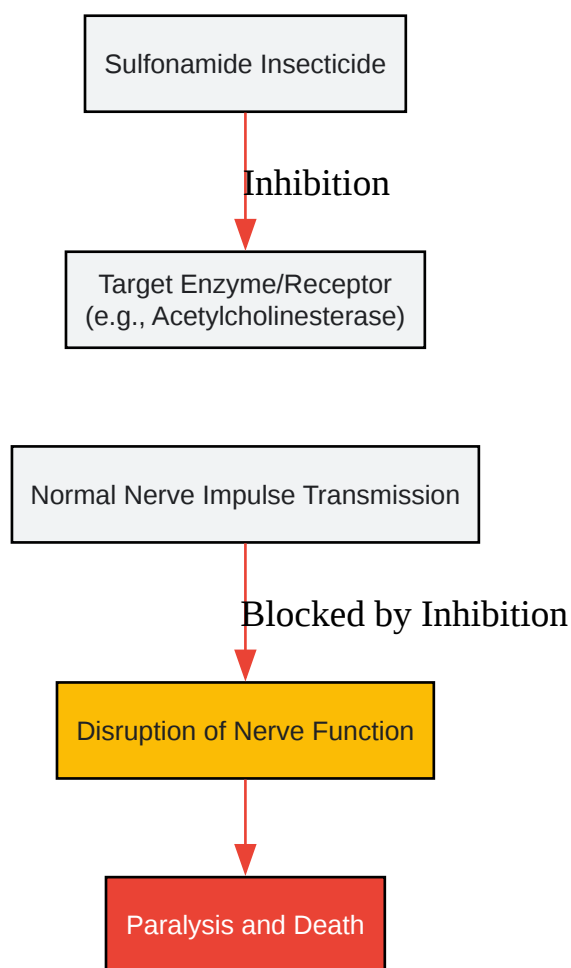 Sulfonamide Insecticide
Inhibition
Target Enzyme/Receptor
(e.g., Acetylcholinesterase)
Normal Nerve Impulse Transmission
Blocked by Inhibition
Disruption of Nerve Function
Paralysis and Death